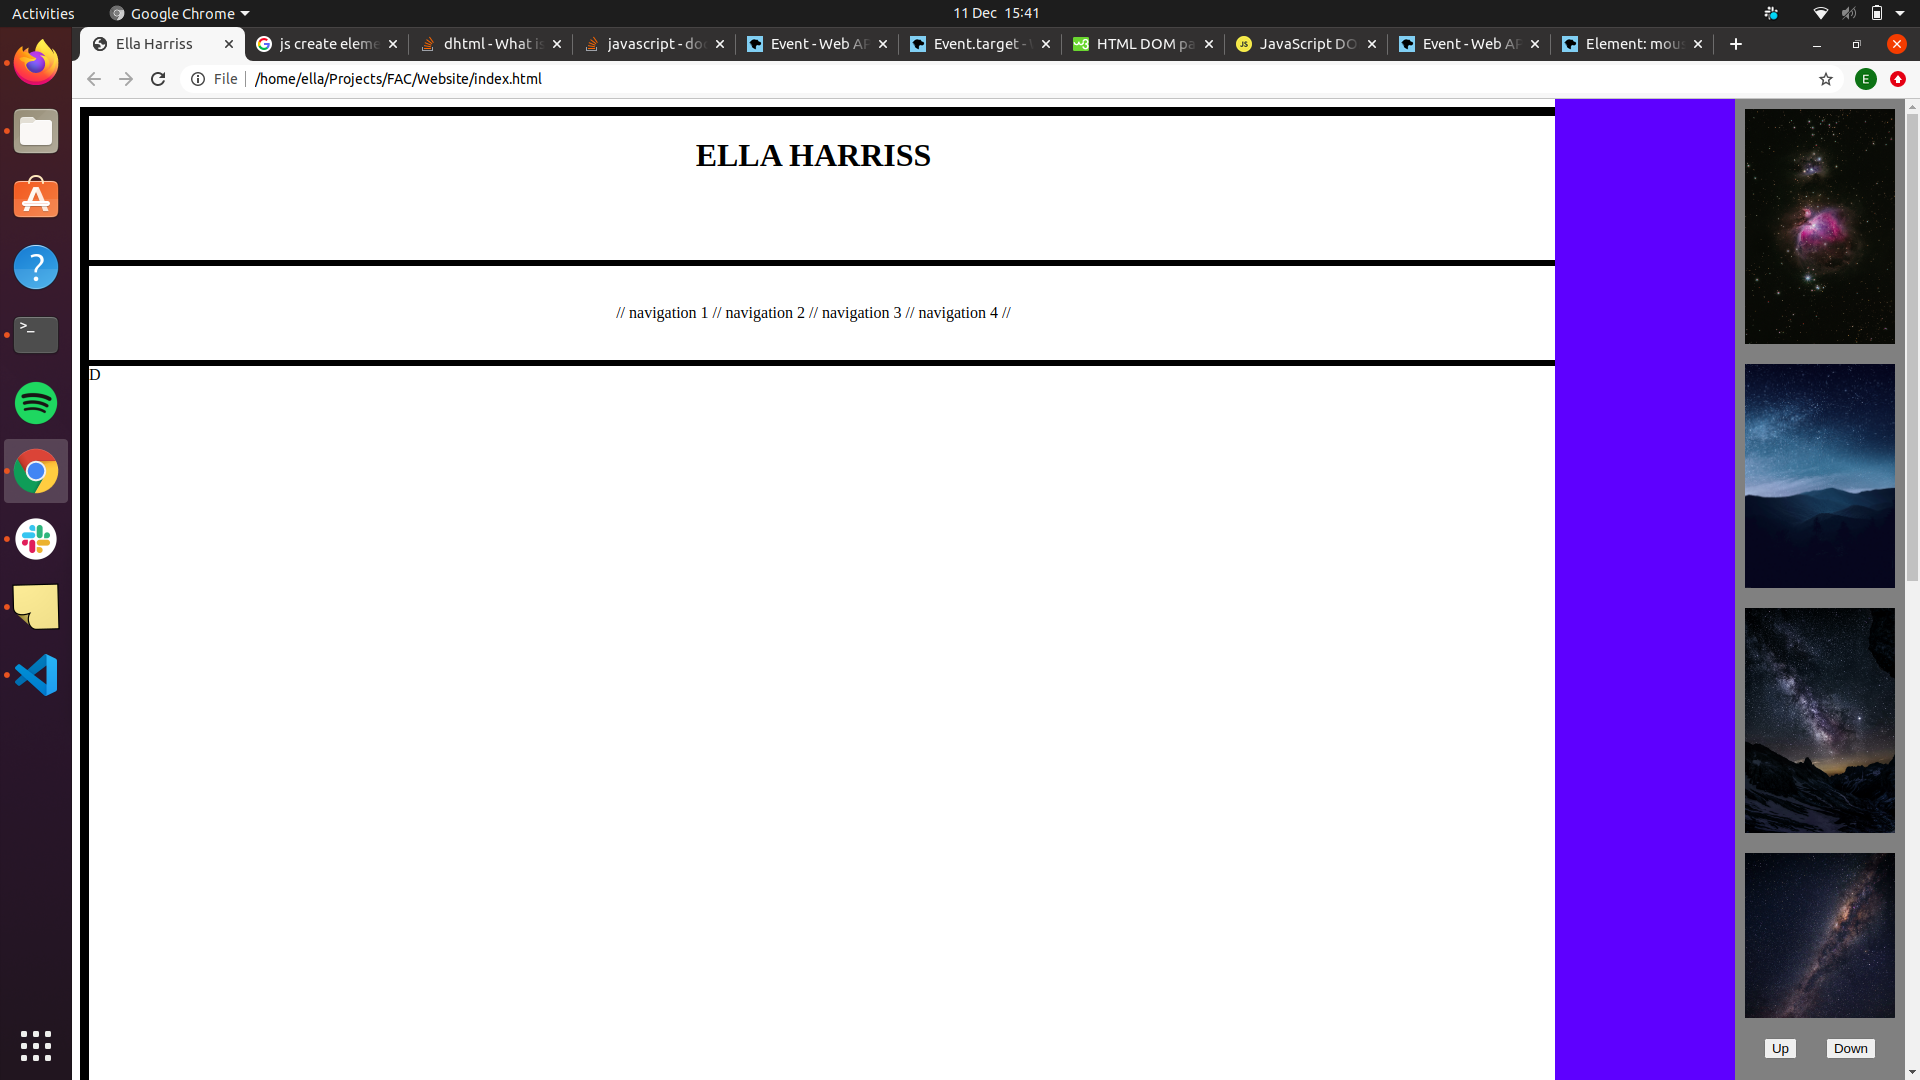 Activities Google Chrome 11 Dec 15:41
Ella Harriss js create eleme dhtml - What is javascript - doc Event - Web AP Event.target - HTML DOM pa JavaScript DO Event - Web AP Element: mou
File /home/ella/Projects/FAC/Website/index.html E
ELLA HARRISS
// navigation 1 // navigation 2 // navigation 3 // navigation 4 //
D
Up Down